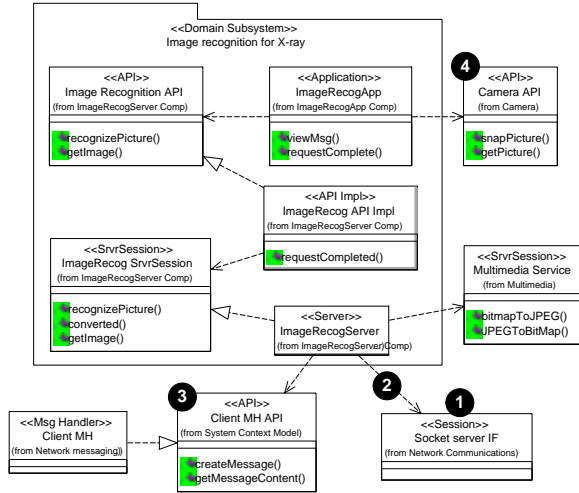 <<Domain Subsystem>>
Image recognition for X-ray
<<API>>
Image Recognition API
(from ImageRecogServer Comp)
recognizePicture()
getImage()
<<Application>>
ImageRecogApp
(from ImageRecogApp Comp)
viewMsg()
requestComplete()
4
<<API>>
Camera API
(from Camera)
snapPicture()
getPicture()
<<API Impl>>
ImageRecog API Impl
(from ImageRecogServer Comp)
requestCompleted()
<<SrvrSession>>
ImageRecog SrvrSession
(from ImageRecogServer Comp)
recognizePicture()
converted()
getImage()
<<SrvrSession>>
Multimedia Service
(from Multimedia)
bitmapToJPEG()
JPEGToBitMap()
<<Server>>
ImageRecogServer
(from ImageRecogServer)Comp)
3
<<API>>
Client MH API
(from System Context Model)
createMessage()
getMessageContent()
2
1
<<Session>>
Socket server IF
(from Network Communications)
<<Msg Handler>>
Client MH
(from Network messaging))